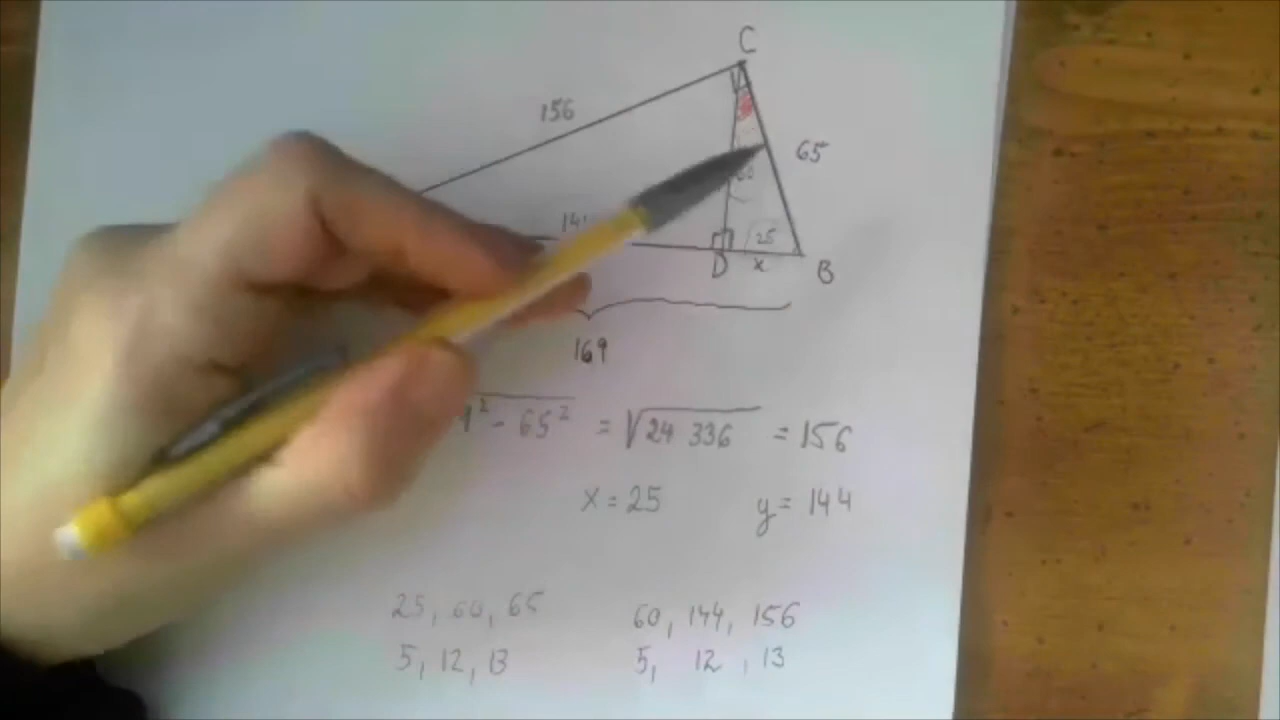 C
156
65
60
25
D
x
B
169
² - 65² = √24 336 = 156
x = 25 y = 144
25, 60, 65 60, 144, 156
5, 12, 13 5, 12, 13